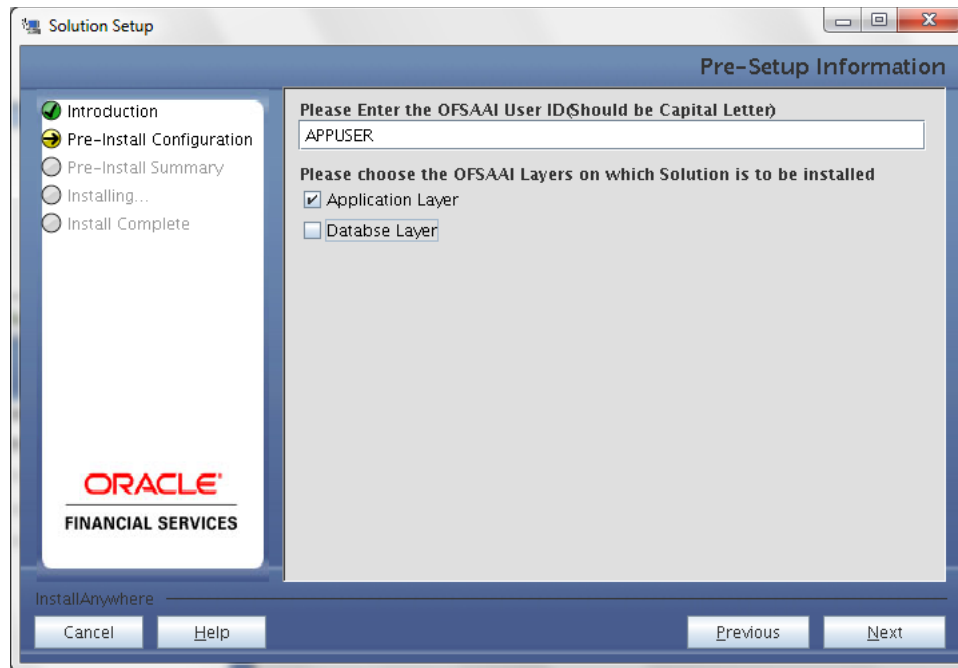 Solution Setup
Pre-Setup Information
Introduction
Pre-Install Configuration
Pre-Install Summary
Installing...
Install Complete
Please Enter the OFSAAI User ID(Should be Capital Letter)
APPUSER
Please choose the OFSAAI Layers on which Solution is to be installed
Application Layer
Databse Layer
ORACLE'
FINANCIAL SERVICES
InstallAnywhere
Cancel
Help
Previous
Next